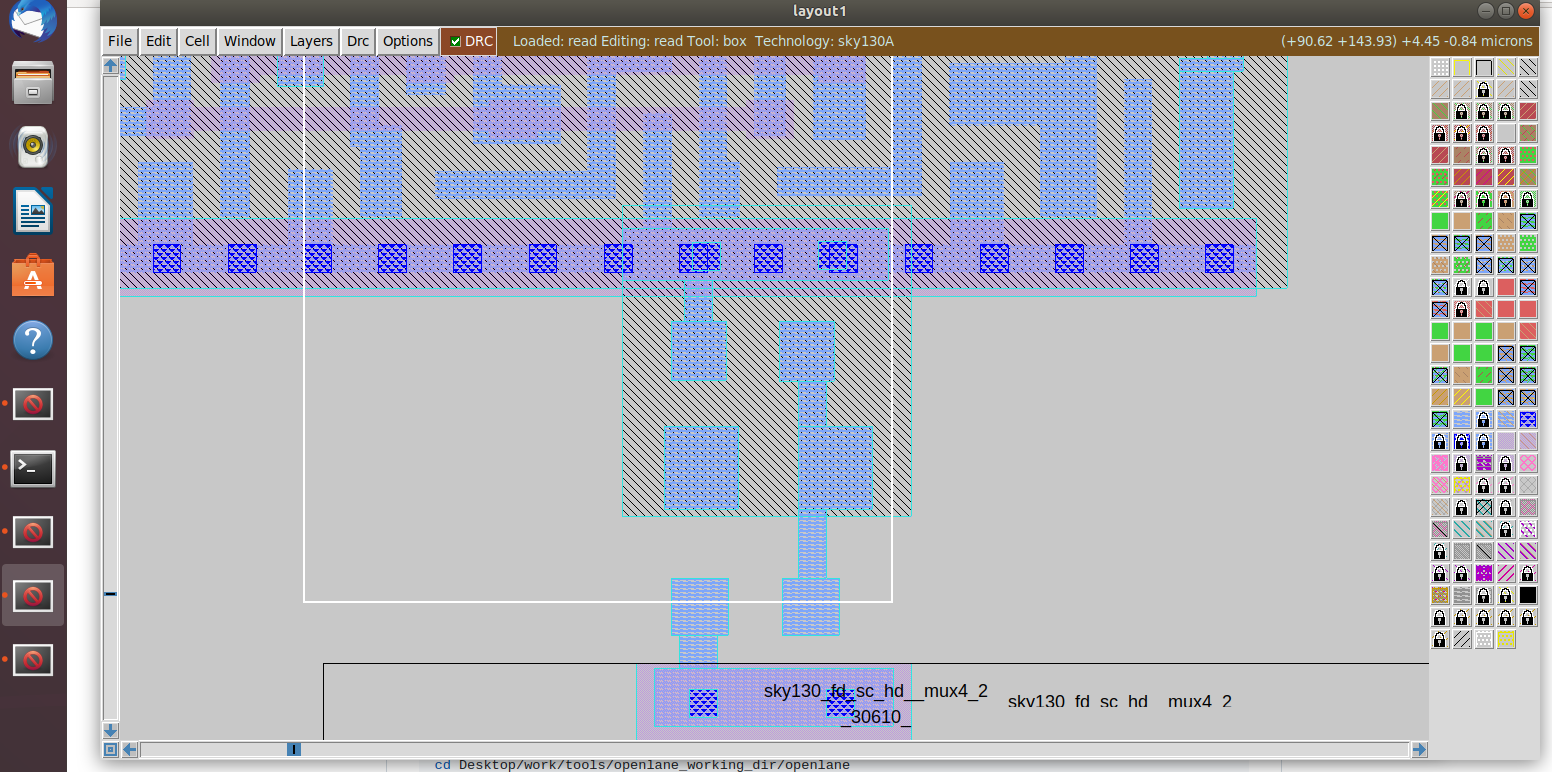 layout1
File Edit Cell Window Layers Drc Options DRC Loaded: read Editing: read Tool: box Technology: sky130A (+90.62 +143.93) +4.45 -0.84 microns
sky130_fd_sc_hd__mux4_2 sky130_fd_sc_hd__mux4_2
_30610_
cd Desktop/work/tools/openlane_working_dir/openlane